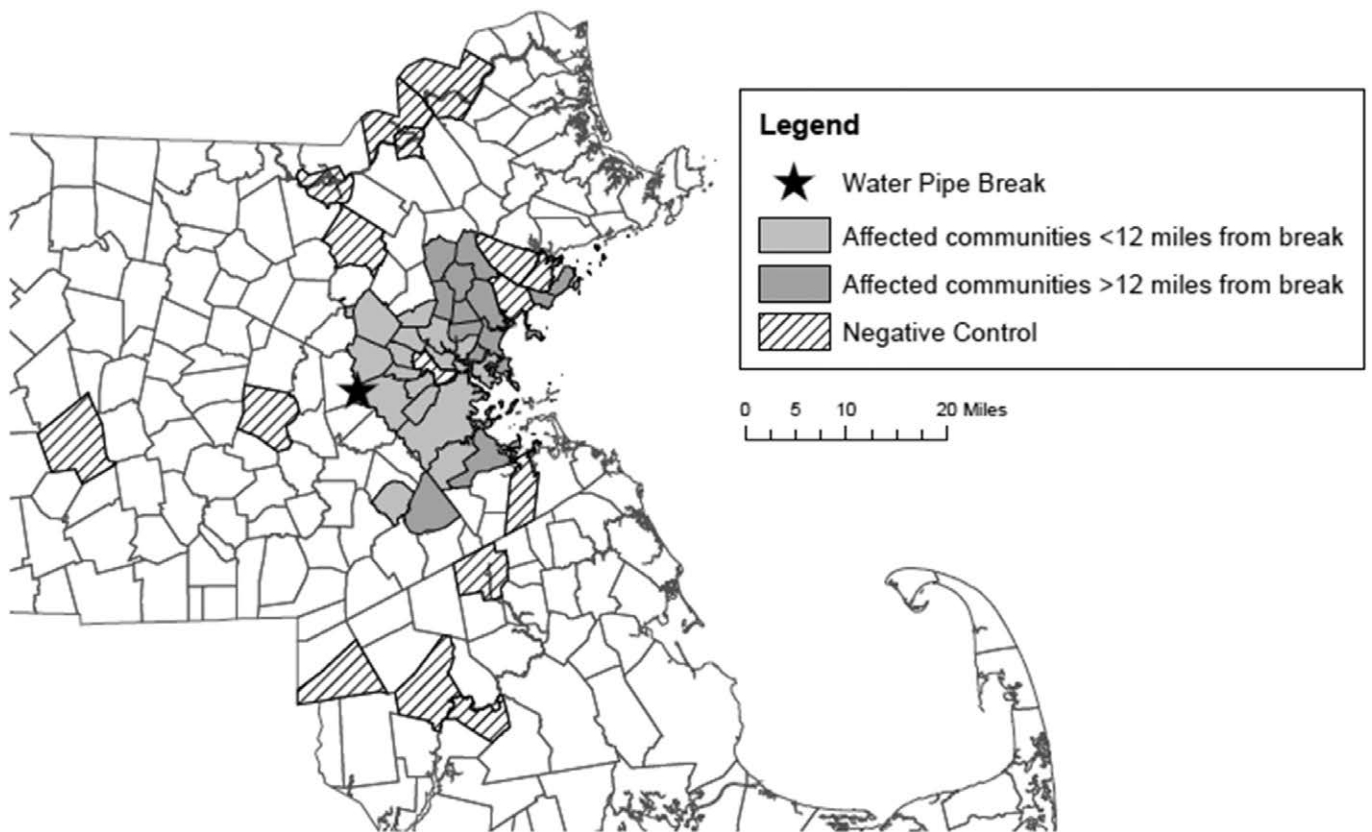 Legend
Water Pipe Break
Affected communities <12 miles from break
Affected communities >12 miles from break
Negative Control
0 5 10 20 Miles